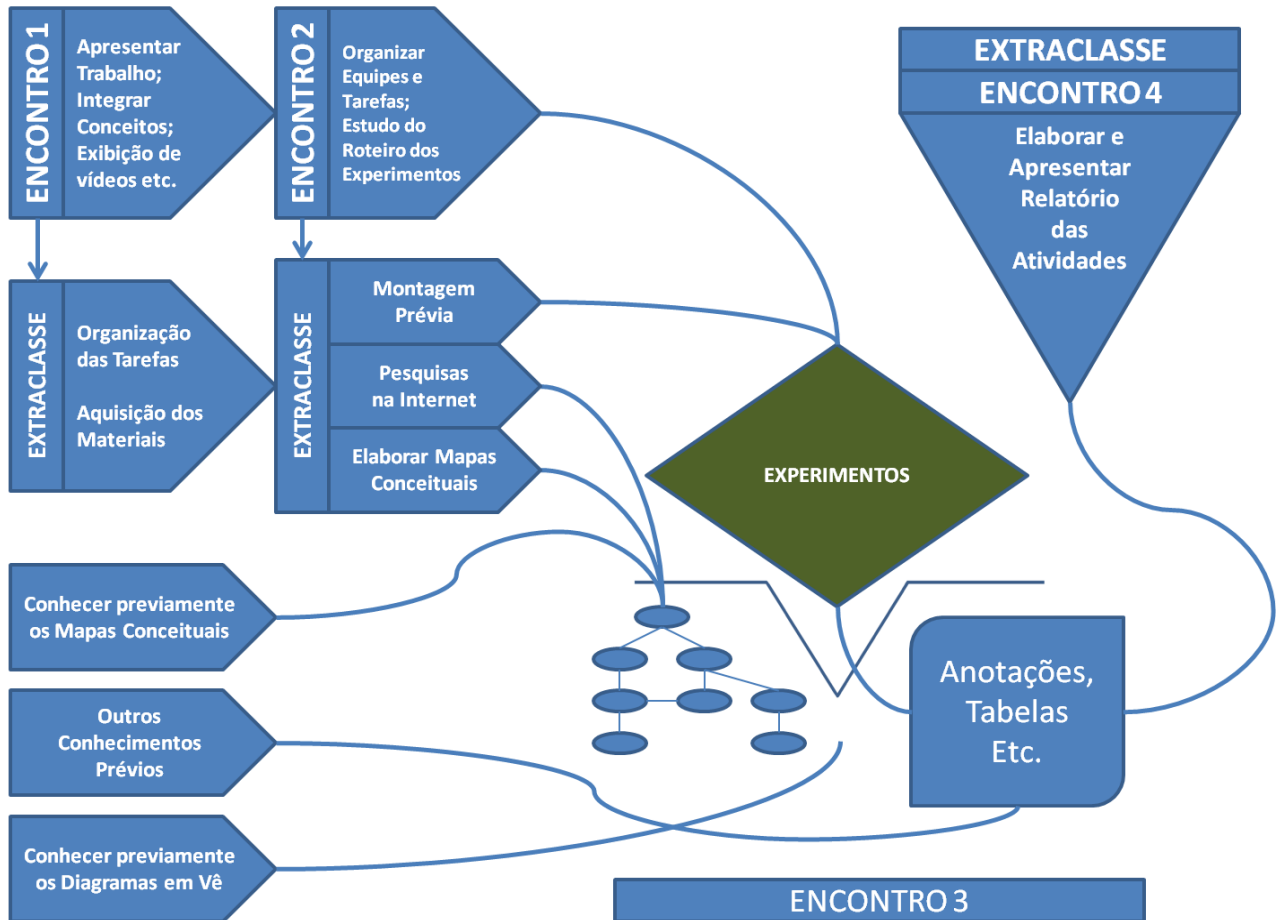 ENCONTRO 1
Apresentar
Trabalho;
Integrar
Conceitos;
Exibição de
vídeos etc.
ENCONTRO 2
Organizar
Equipes e
Tarefas;
Estudo do
Roteiro dos
Experimentos
EXTRACLASSE
ENCONTRO 4
Elaborar e
Apresentar
Relatório
das
Atividades
EXTRACLASSE
Organização
das Tarefas
Aquisição dos
Materiais
EXTRACLASSE
Montagem
Prévia
Pesquisas
na Internet
Elaborar Mapas
Conceituais
EXPERIMENTOS
Conhecer previamente
os Mapas Conceituais
Outros
Conhecimentos
Prévios
Conhecer previamente
os Diagramas em Vê
Anotações,
Tabelas
Etc.
ENCONTRO 3